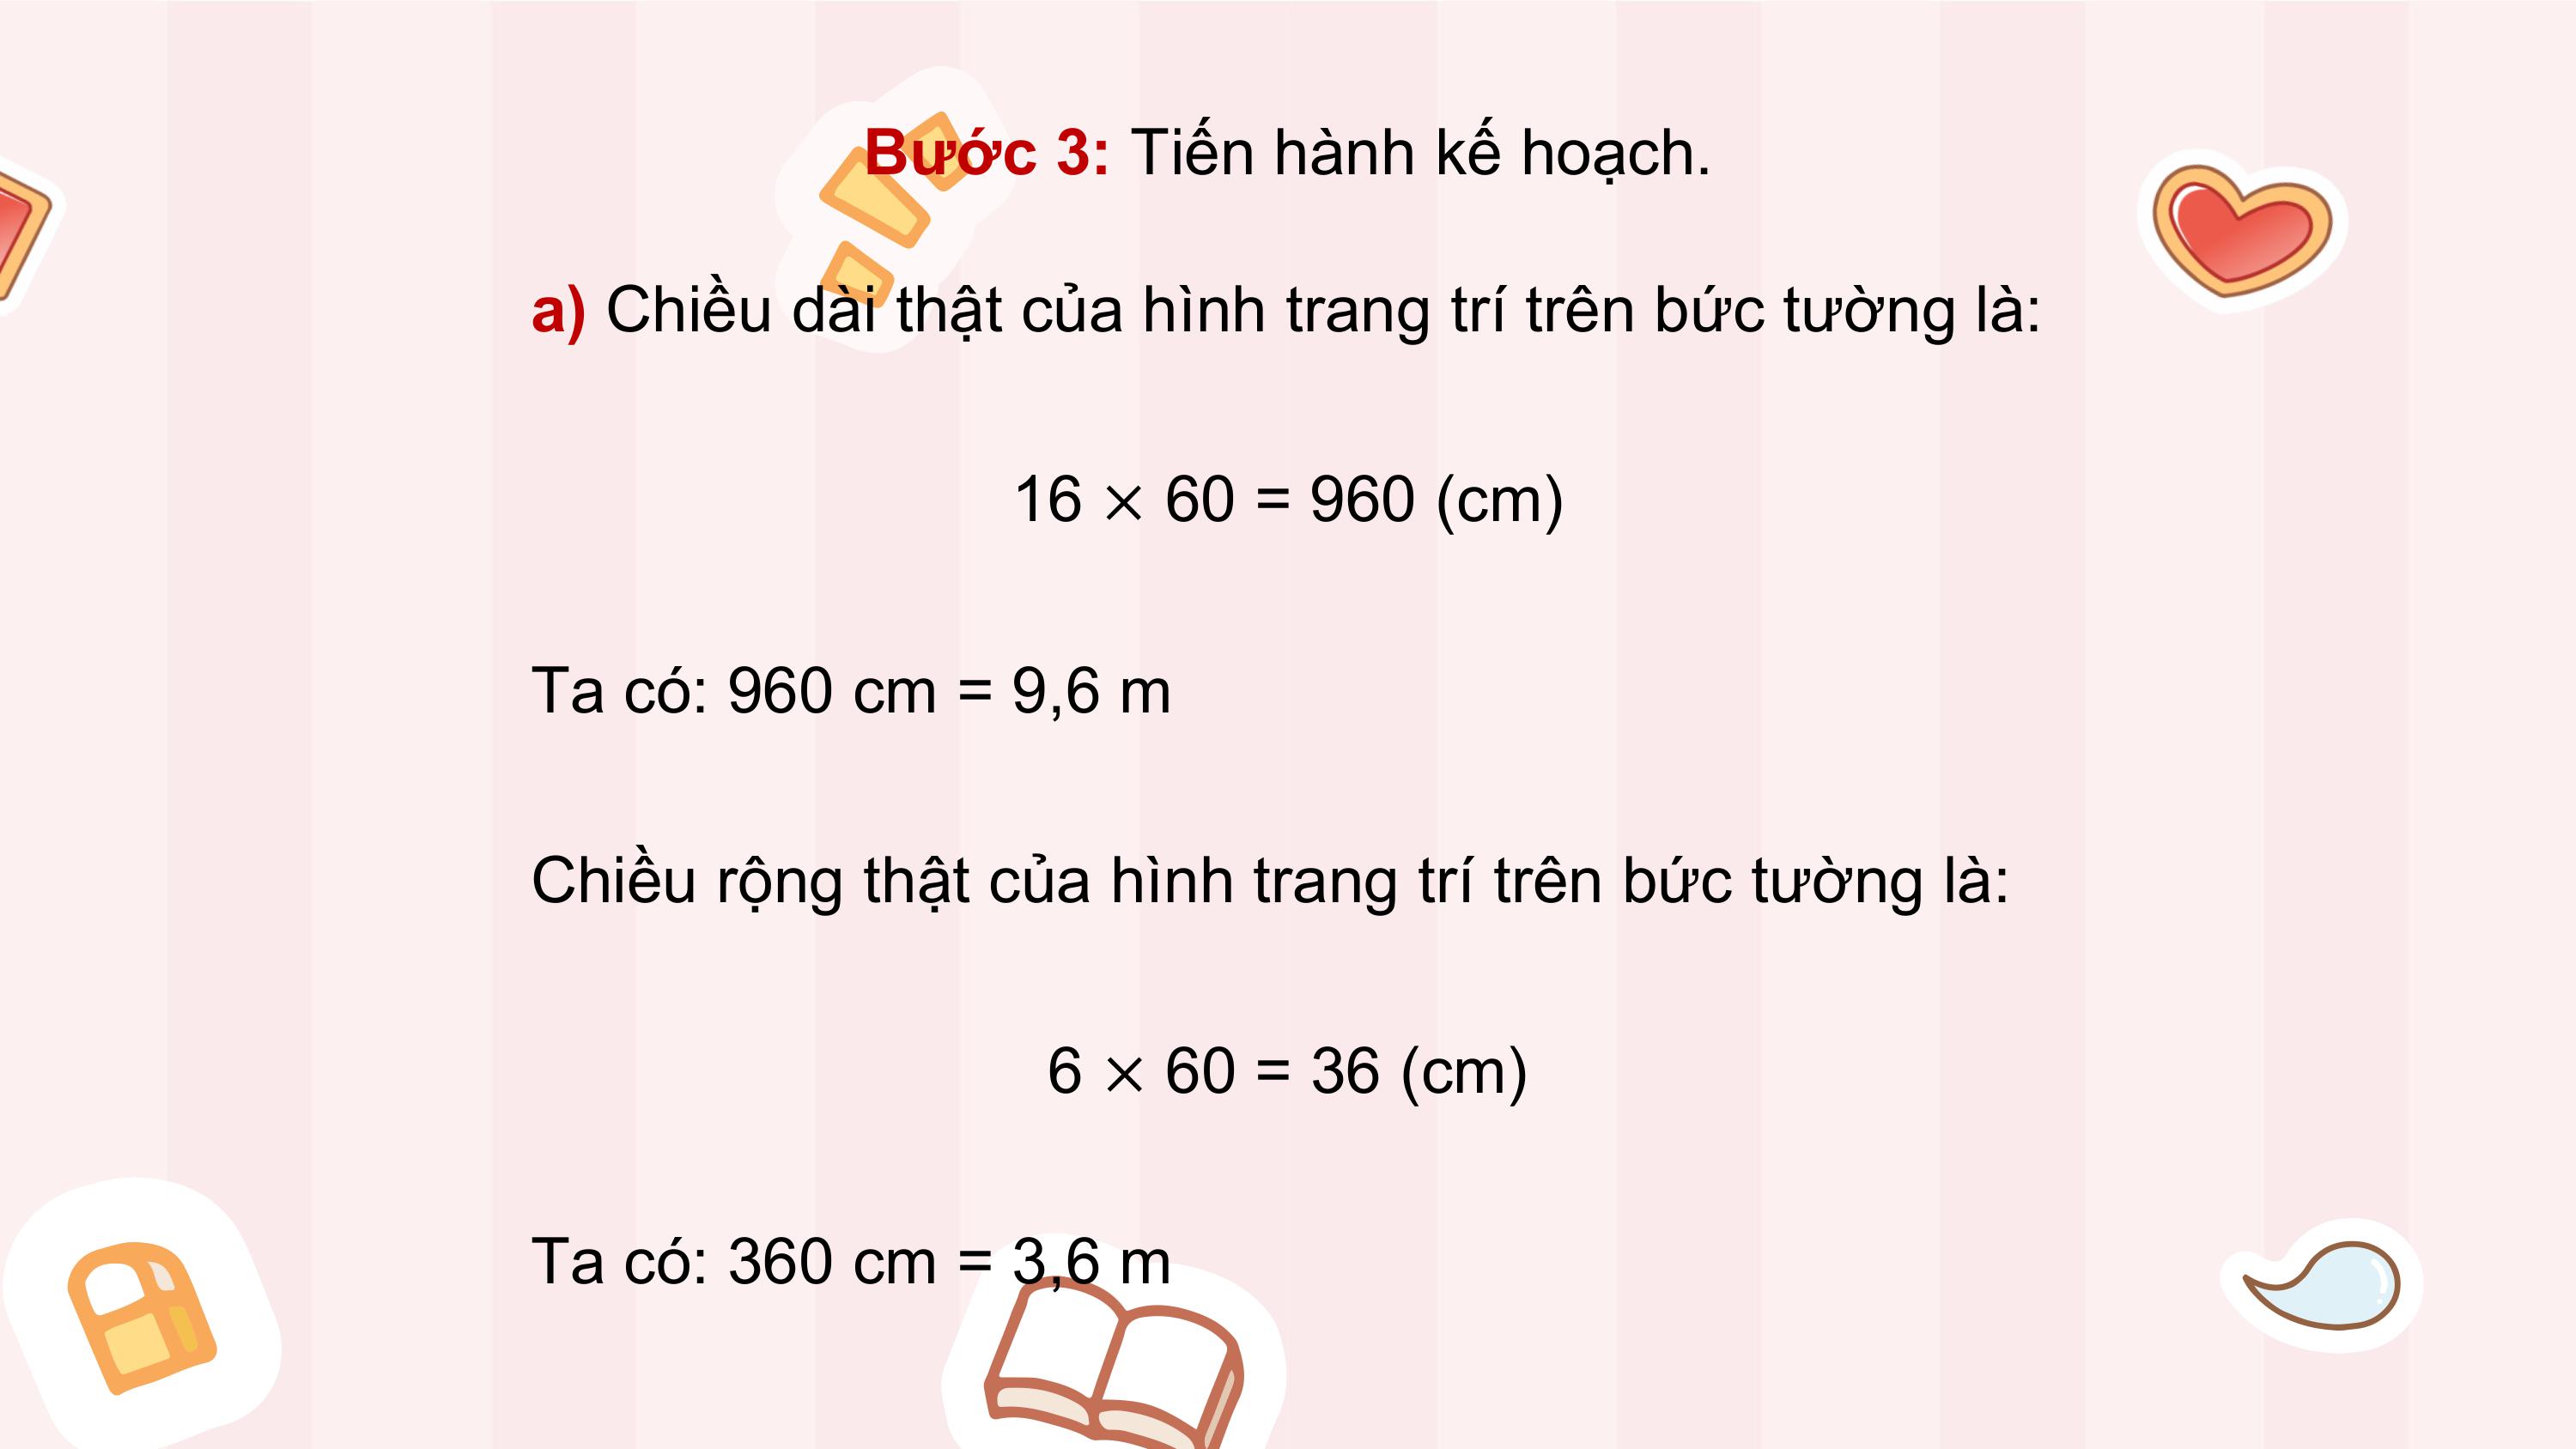 Bước 3: Tiến hành kế hoạch.
a) Chiều dài thật của hình trang trí trên bức tường là:
16 × 60 = 960 (cm)
Ta có: 960 cm = 9,6 m
Chiều rộng thật của hình trang trí trên bức tường là:
6 × 60 = 36 (cm)
Ta có: 360 cm = 3,6 m